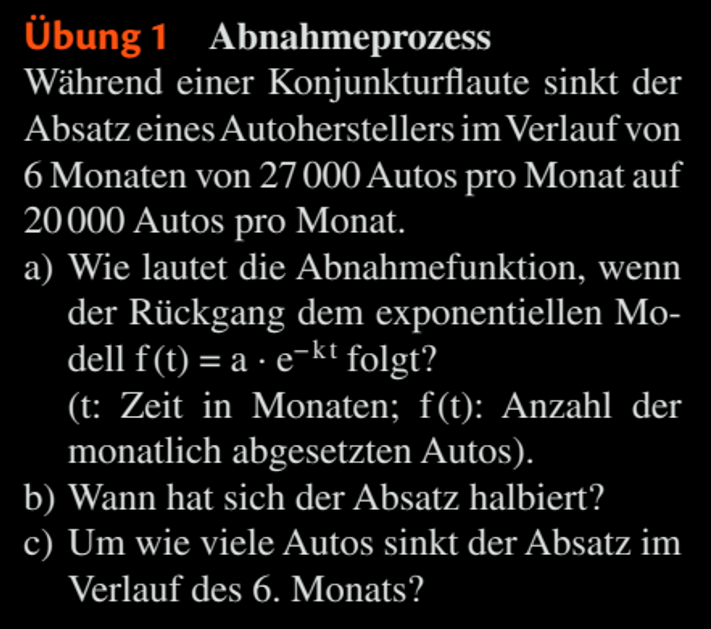 Übung 1 Abnahmeprozess
Während einer Konjunkturflaute sinkt der
Absatz eines Autoherstellers im Verlauf von
6 Monaten von 27 000 Autos pro Monat auf
20 000 Autos pro Monat.
a) Wie lautet die Abnahmefunktion, wenn
der Rückgang dem exponentiellen Mo-
dell f(t) = a · e⁻ᵏᵗ folgt?
(t: Zeit in Monaten; f(t): Anzahl der
monatlich abgesetzten Autos).
b) Wann hat sich der Absatz halbiert?
c) Um wie viele Autos sinkt der Absatz im
Verlauf des 6. Monats?